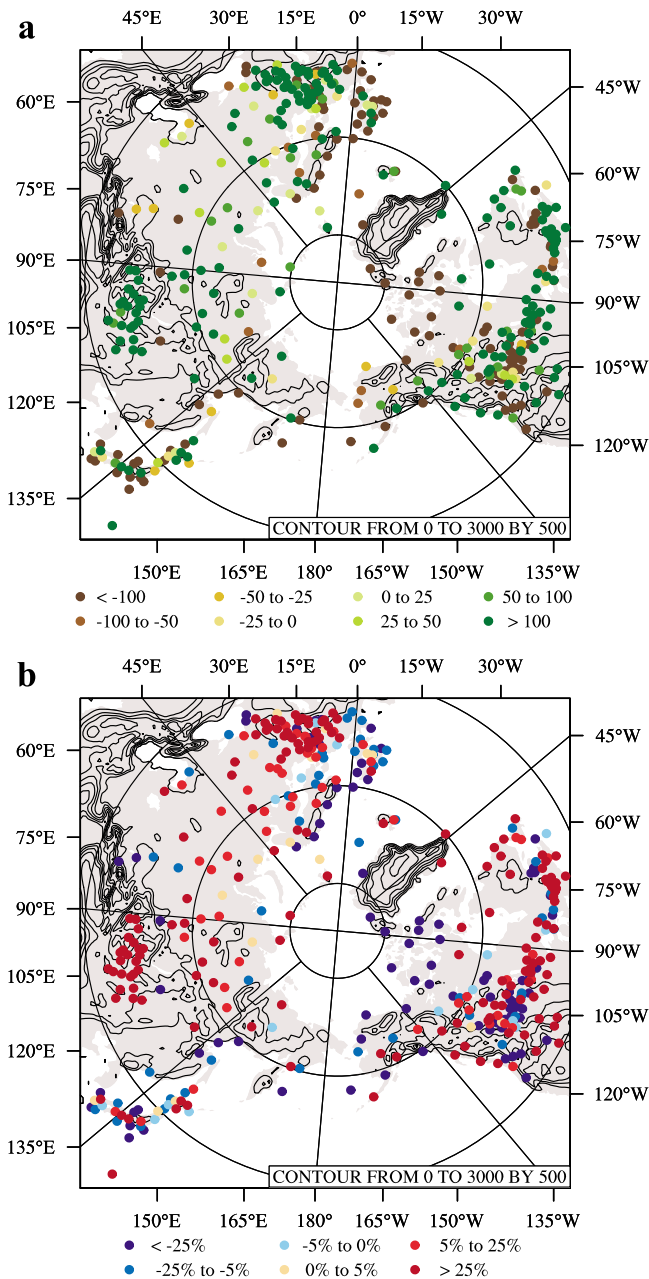 a
45°E 30°E 15°E 0° 15°W 30°W
45°W
60°E
60°W
75°E
75°W
90°E
90°W
105°E
105°W
120°E
120°W
135°E
CONTOUR FROM 0 TO 3000 BY 500
150°E 165°E 180° 165°W 150°W 135°W
< -100 -50 to -25 0 to 25 50 to 100
-100 to -50 -25 to 0 25 to 50 > 100
b
45°E 30°E 15°E 0° 15°W 30°W
45°W
60°E
60°W
75°E
75°W
90°E
90°W
105°E
105°W
120°E
120°W
135°E
CONTOUR FROM 0 TO 3000 BY 500
150°E 165°E 180° 165°W 150°W 135°W
< -25% -5% to 0% 5% to 25%
-25% to -5% 0% to 5% > 25%